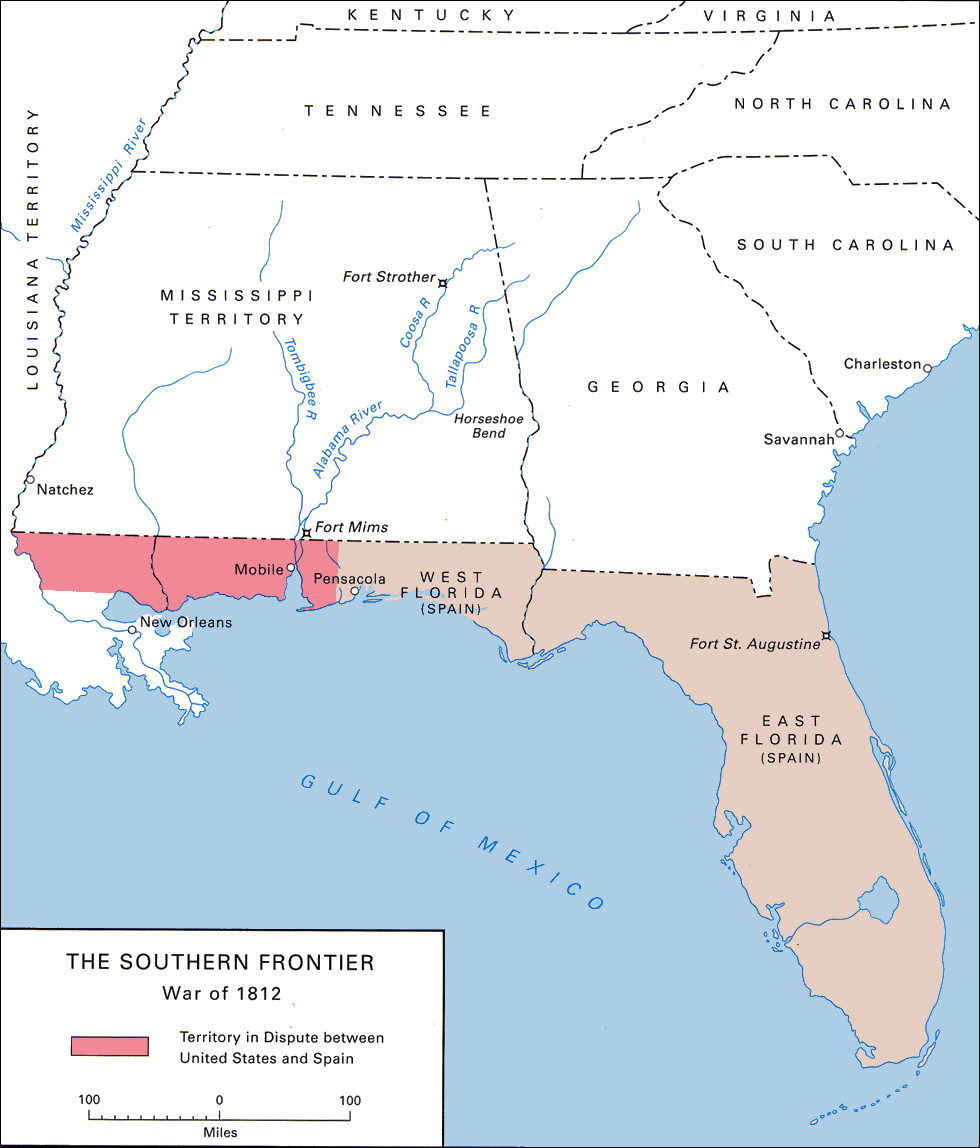 KENTUCKY
VIRGINIA
TENNESSEE
NORTH CAROLINA
LOUISIANA TERRITORY
Mississippi River
SOUTH CAROLINA
Fort Strother
MISSISSIPPI
TERRITORY
Coosa R
Tallapoosa R
Tombigbee R
Charleston
GEORGIA
Alabama River
Horseshoe
Bend
Savannah
Natchez
Fort Mims
Mobile
Pensacola
WEST
FLORIDA
(SPAIN)
New Orleans
Fort St. Augustine
EAST
FLORIDA
(SPAIN)
GULF OF MEXICO
THE SOUTHERN FRONTIER
War of 1812
Territory in Dispute between
United States and Spain
100 0 100
Miles